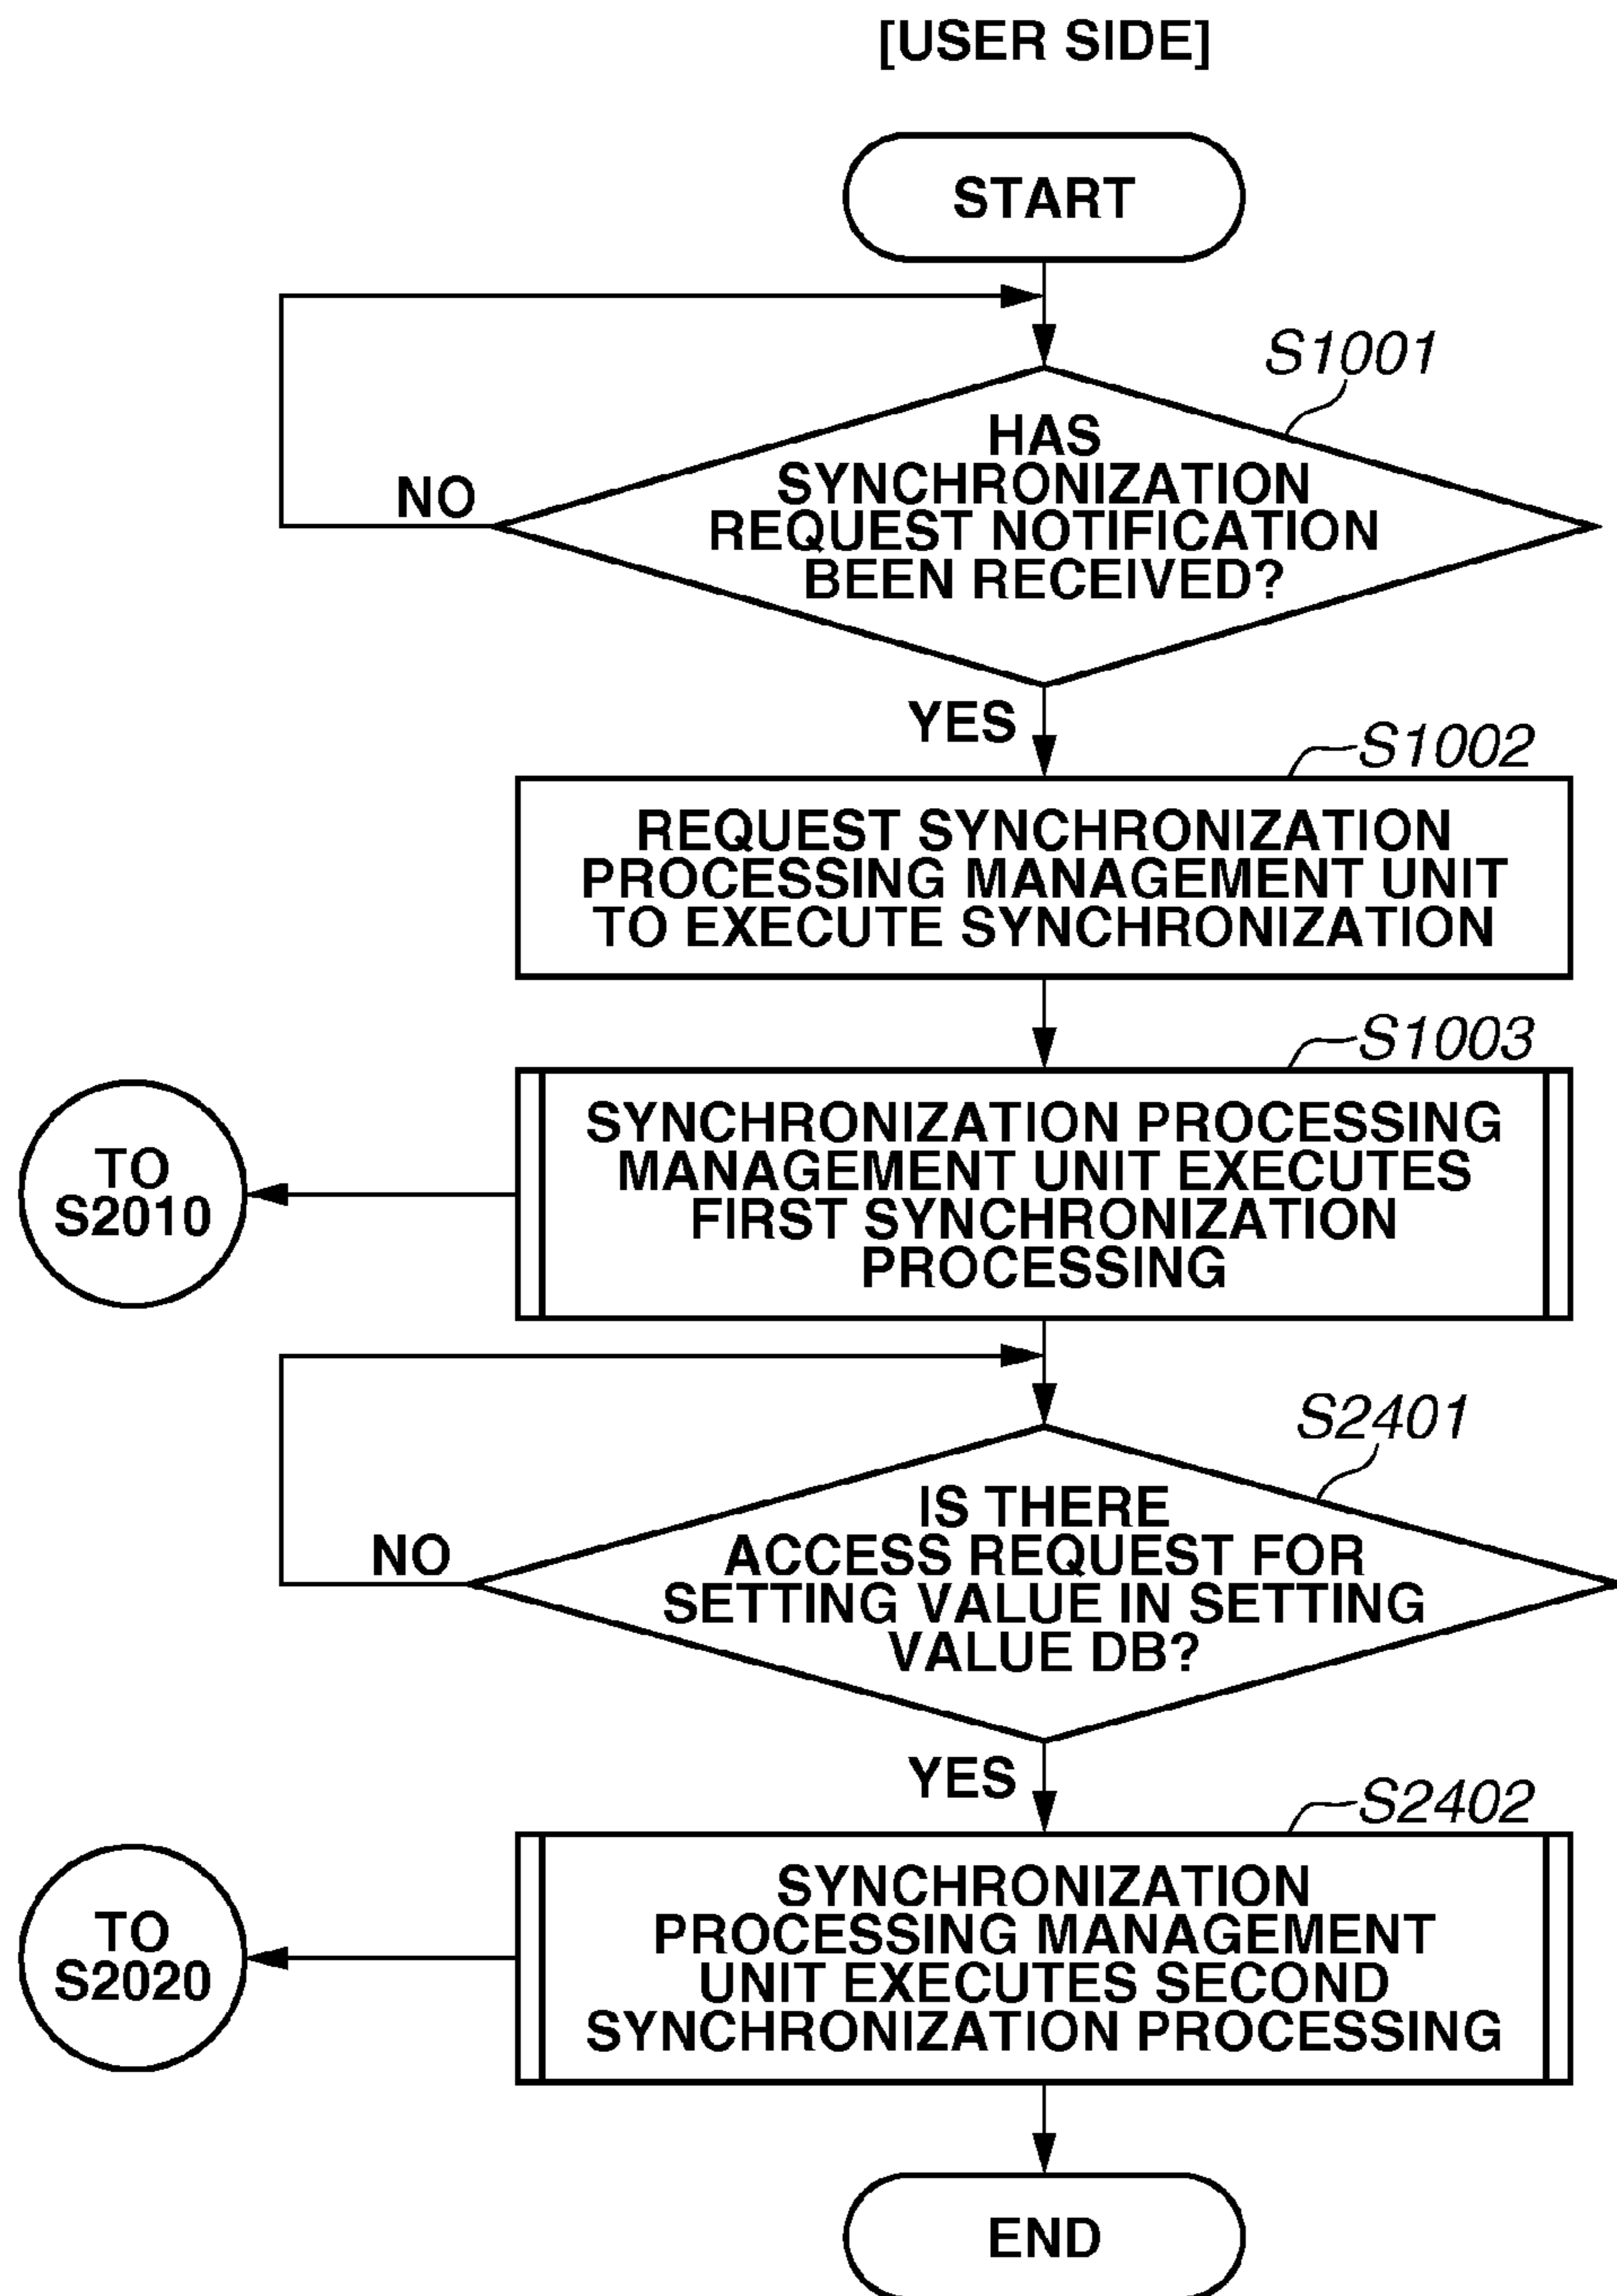 [USER SIDE]
START
S1001
HAS
SYNCHRONIZATION
REQUEST NOTIFICATION
BEEN RECEIVED?
NO
YES
S1002
REQUEST SYNCHRONIZATION
PROCESSING MANAGEMENT UNIT
TO EXECUTE SYNCHRONIZATION
S1003
SYNCHRONIZATION PROCESSING
MANAGEMENT UNIT EXECUTES
FIRST SYNCHRONIZATION
PROCESSING
TO
S2010
S2401
IS THERE
ACCESS REQUEST FOR
SETTING VALUE IN SETTING
VALUE DB?
NO
YES
S2402
SYNCHRONIZATION
PROCESSING MANAGEMENT
UNIT EXECUTES SECOND
SYNCHRONIZATION PROCESSING
TO
S2020
END